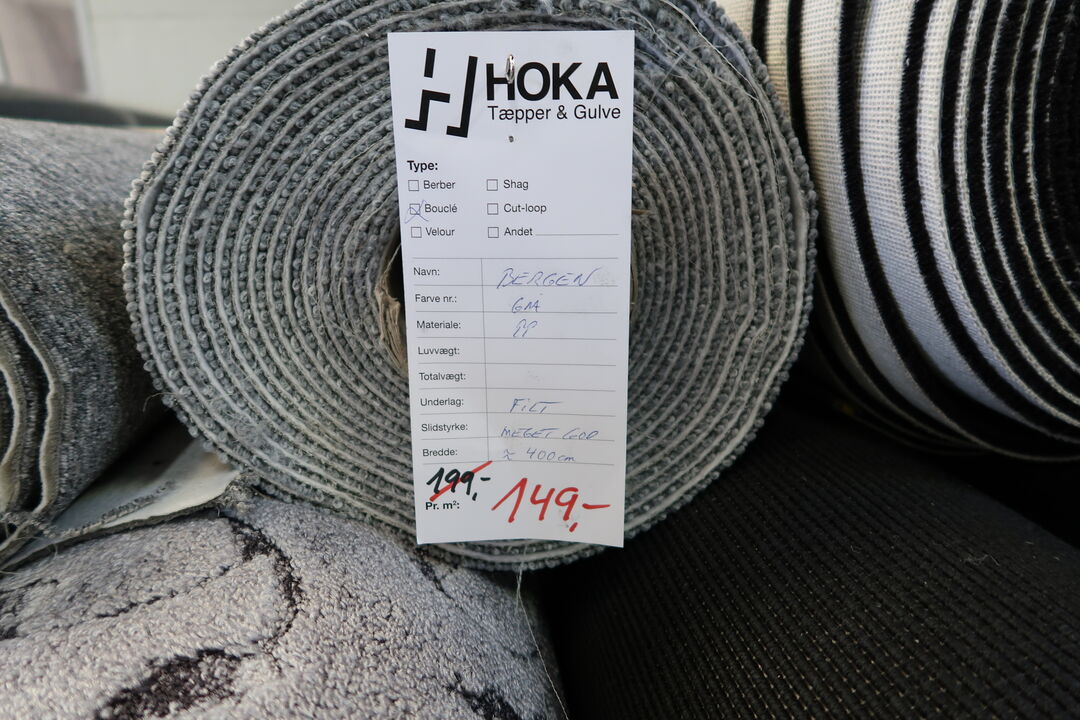 HOKA
Tæpper & Gulve
Type:
Berber Shag
Bouclé Cut-loop
Velour Andet
Navn: BERGEN
Farve nr.: GRÅ
Materiale: PP
Luvvægt:
Totalvægt:
Underlag: FILT
Slidstyrke: MEGET GOD
Bredde: ≈ 400cm
199,-
Pr. m²: 149,-